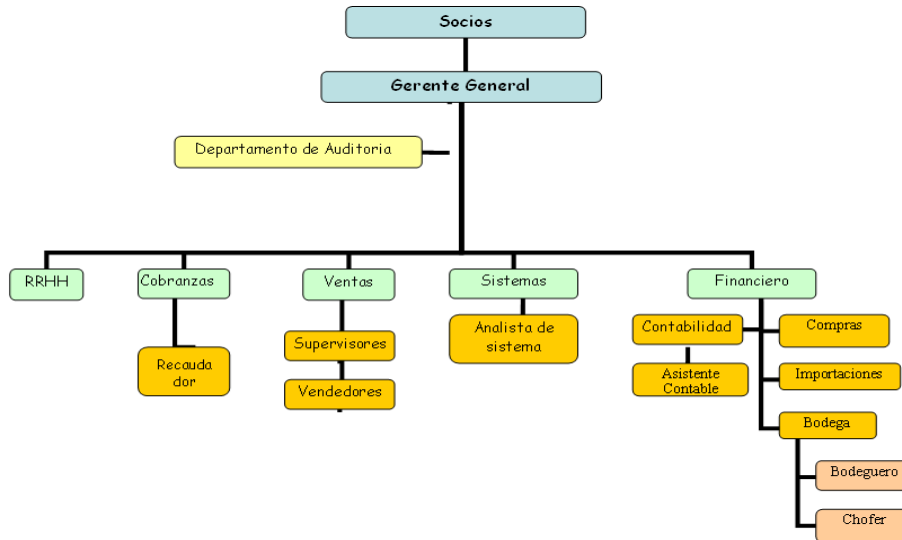 Socios
Gerente General
Departamento de Auditoria
RRHH
Cobranzas
Ventas
Sistemas
Financiero
Recauda
dor
Supervisores
Vendedores
Analista de
sistema
Contabilidad
Asistente
Contable
Compras
Importaciones
Bodega
Bodeguero
Chofer